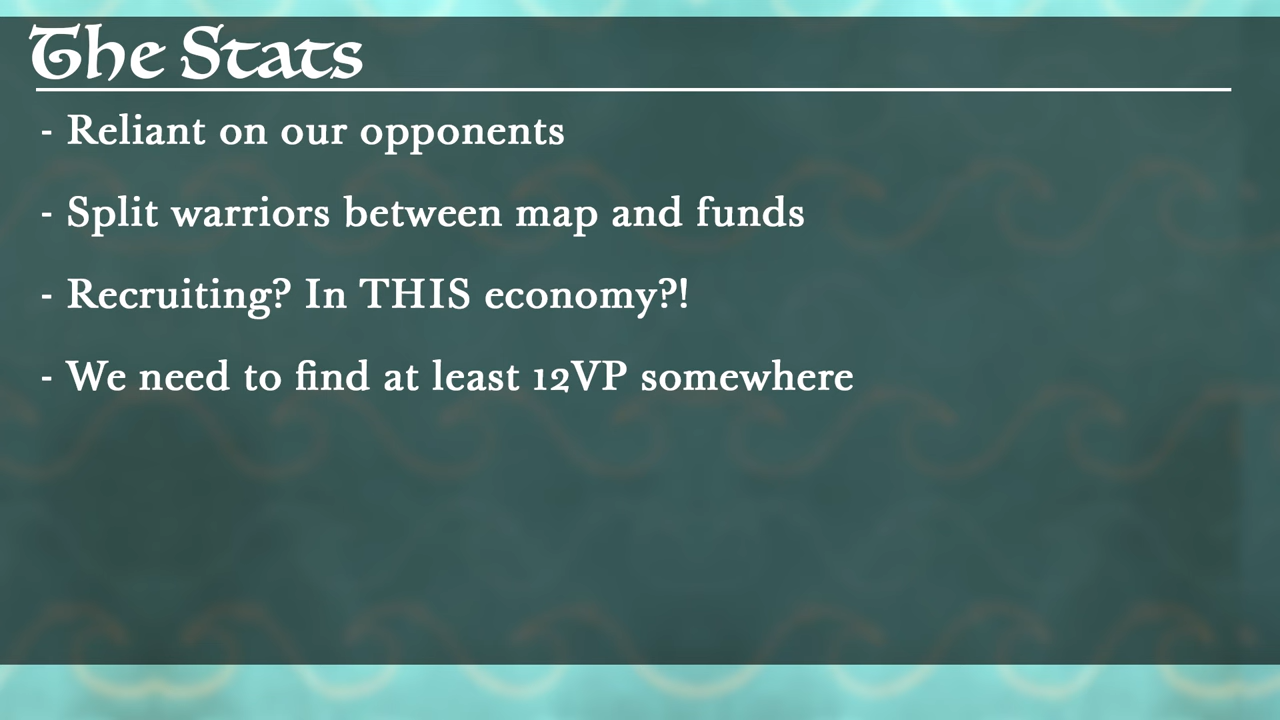 The Stats
- Reliant on our opponents
- Split warriors between map and funds
- Recruiting? In THIS economy?!
- We need to find at least 12VP somewhere